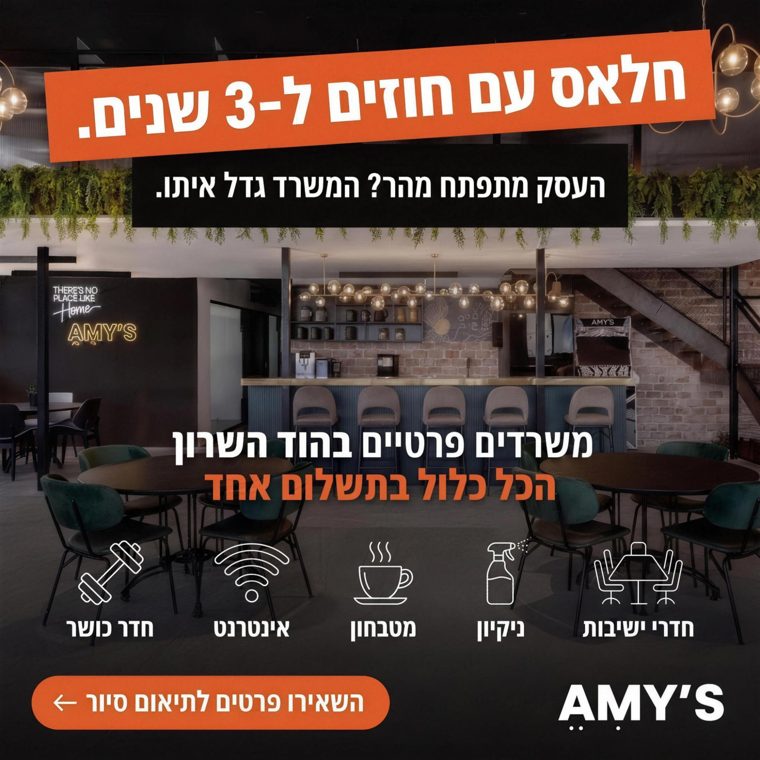 חלאס עם חוזים ל-3 שנים.
העסק מתפתח מהר? המשרד גדל איתו.
THERE'S NO
PLACE LIKE
Home
AMY'S
AMY'S
משרדים פרטיים בהוד השרון
הכל כלול בתשלום אחד
חדרי ישיבות
ניקיון
מטבחון
אינטרנט
חדר כושר
השאירו פרטים לתיאום סיור ←
AMY'S